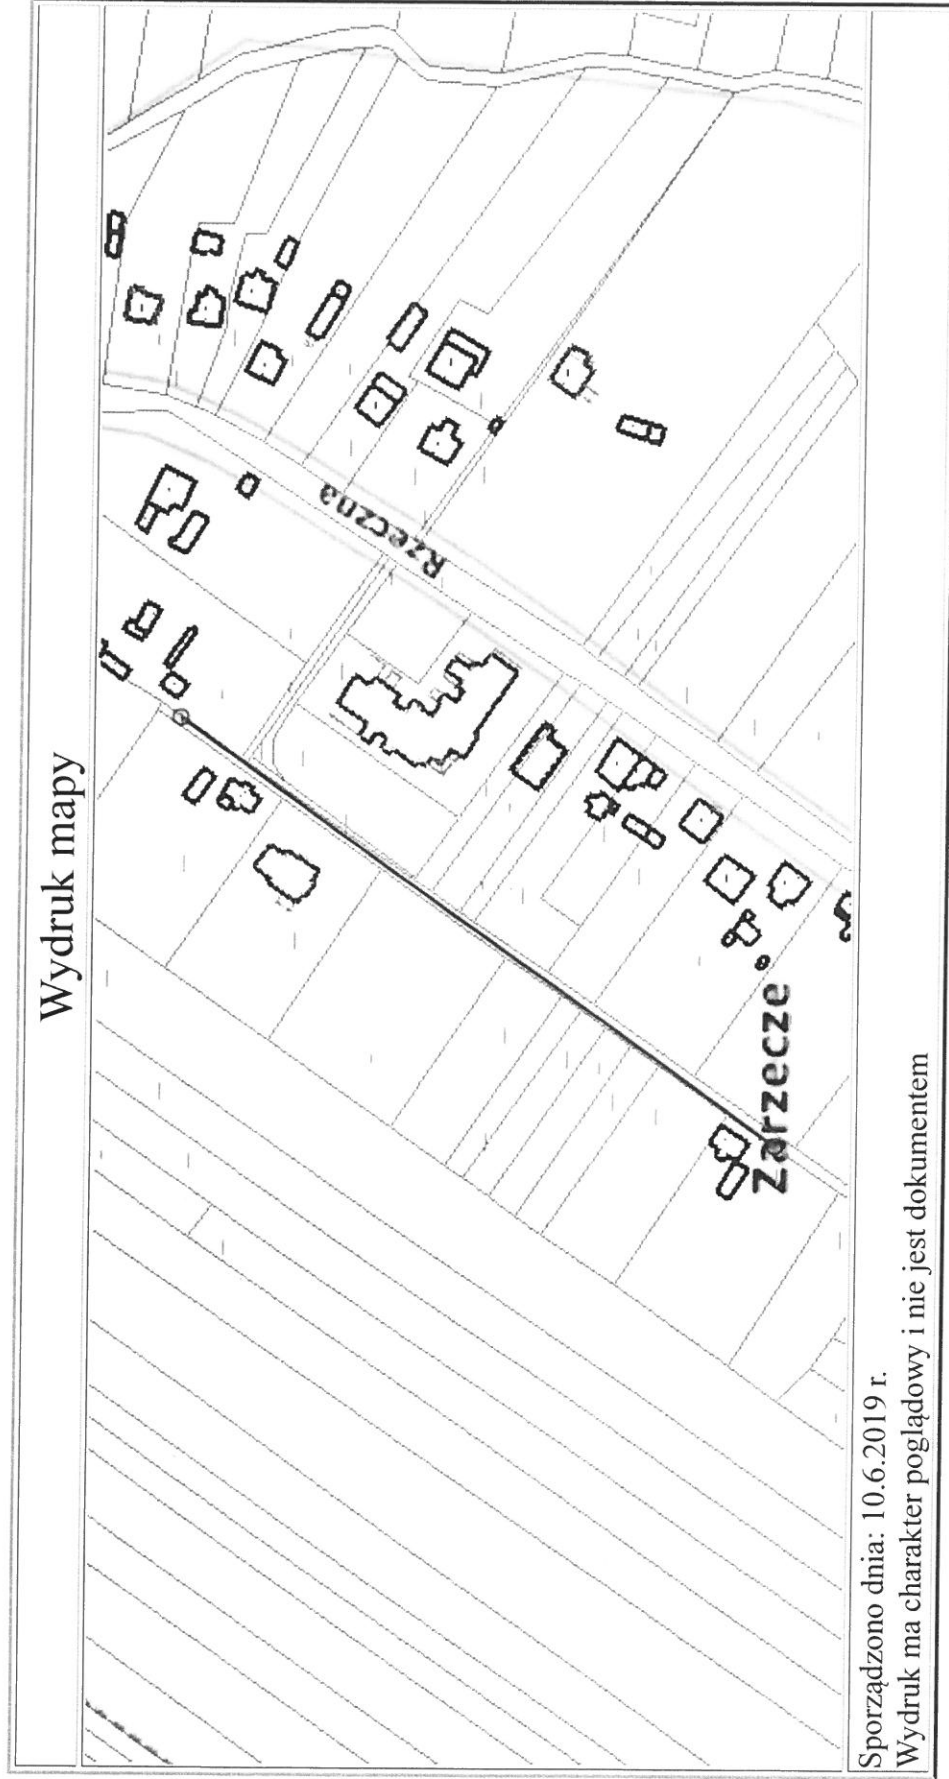 Wydruk mapy
Rzeczna
Zarzecze
Sporządzono dnia: 10.6.2019 r.
Wydruk ma charakter poglądowy i nie jest dokumentem